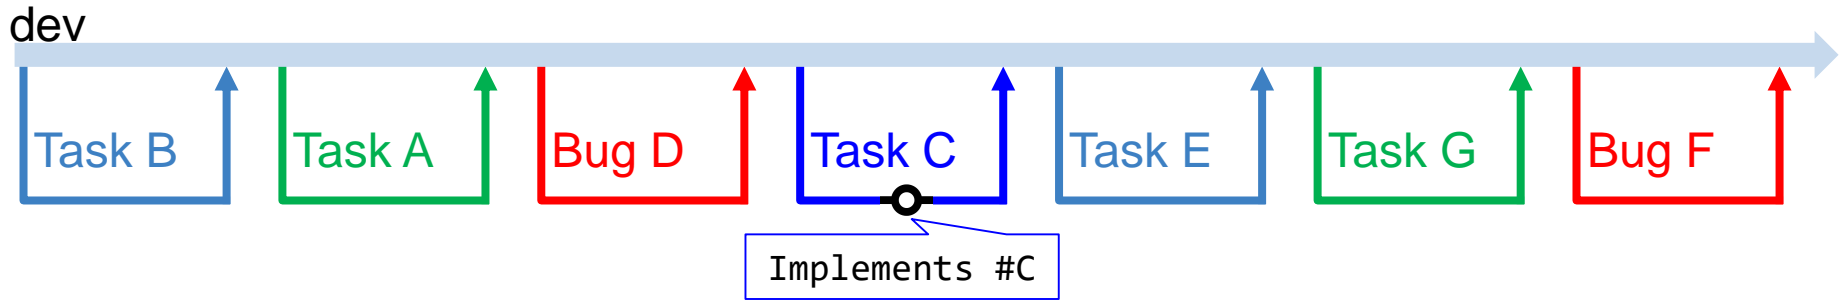 dev
Task B
Task A
Bug D
Task C
Task E
Task G
Bug F
Implements #C